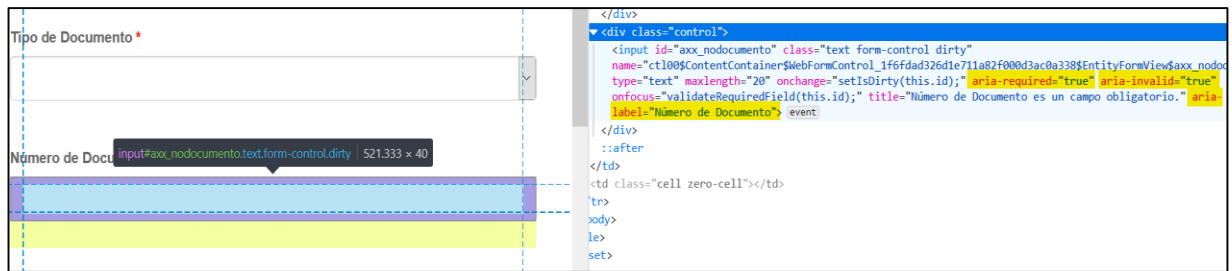 </div>
Tipo de Documento *
▼ <div class="control">
<input id="axx_nodocumento" class="text form-control dirty"
name="ctl00$ContentContainer$WebFormControl_1f6fdad326d1e711a82f000d3ac0a338$EntityFormView$axx_nodoc
type="text" maxlength="20" onchange="setIsDirty(this.id);" aria-required="true" aria-invalid="true"
onfocus="validateRequiredField(this.id);" title="Número de Documento es un campo obligatorio." aria-
label="Número de Documento"> event
</div>
::after
</td>
<td class="cell zero-cell"></td>
tr>
body>
le>
set>
Número de Docu
input#axx_nodocumento.text.form-control.dirty | 521.333 × 40